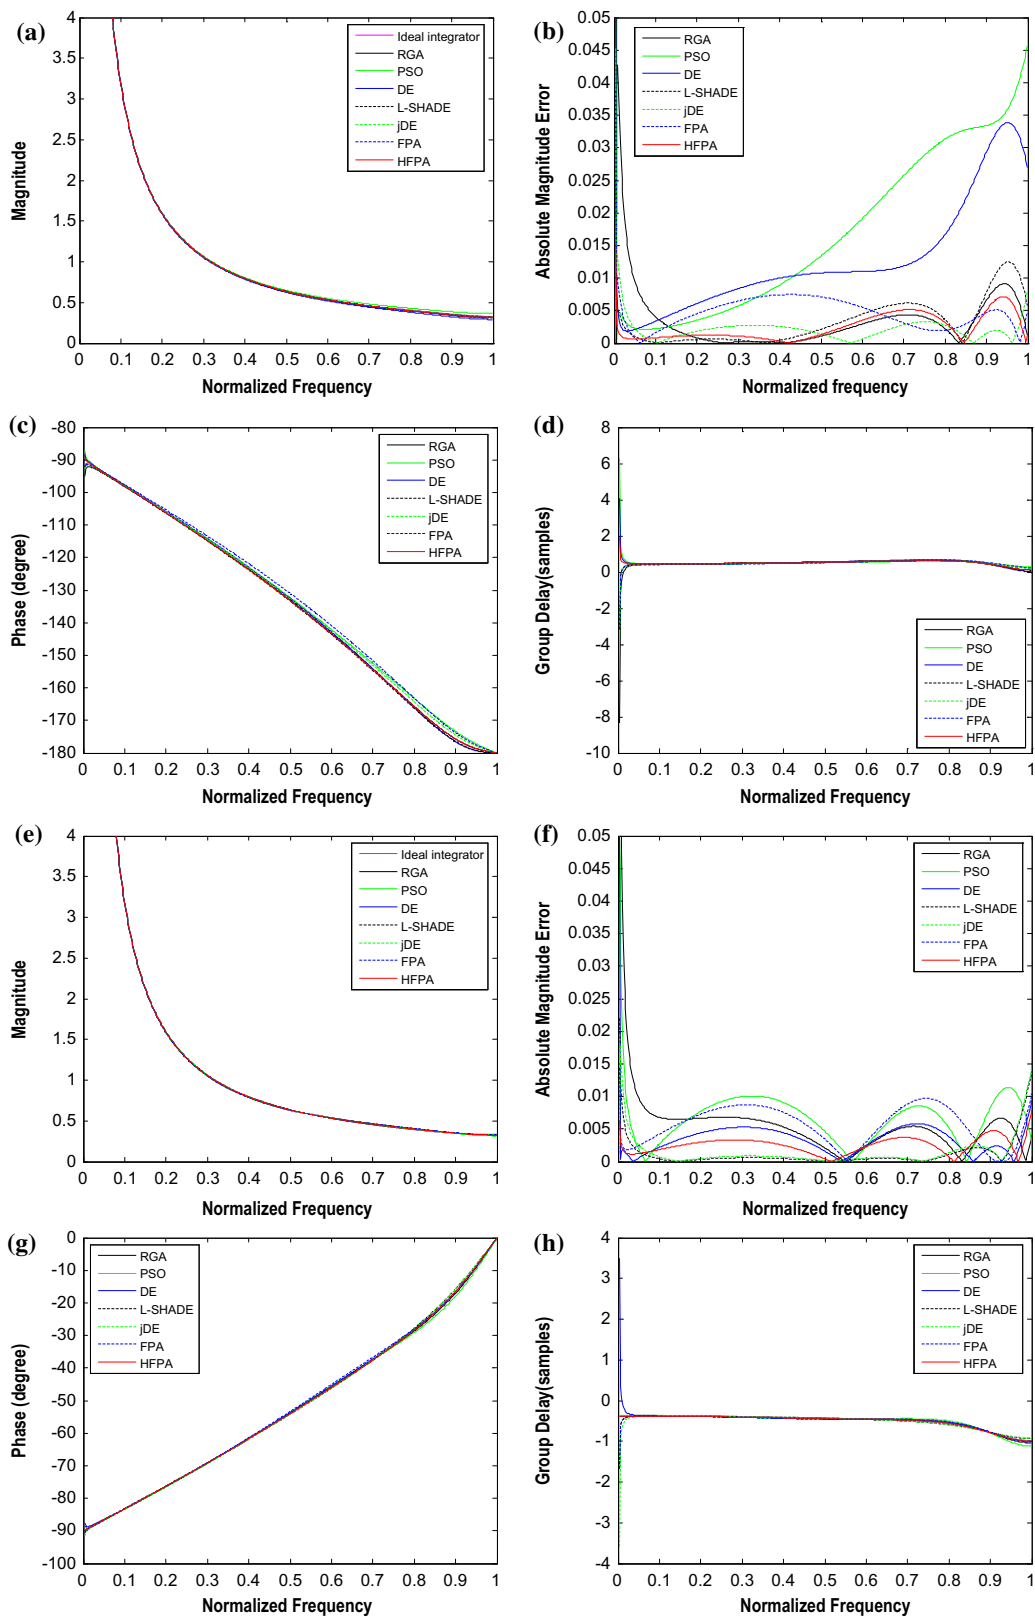 (a)
4
3.5
3
2.5
2
1.5
1
0.5
0
Magnitude
0 0.1 0.2 0.3 0.4 0.5 0.6 0.7 0.8 0.9 1
Normalized Frequency
Ideal integrator
RGA
PSO
DE
L-SHADE
jDE
FPA
HFPA
(b)
0.05
0.045
0.04
0.035
0.03
0.025
0.02
0.015
0.01
0.005
0
Absolute Magnitude Error
0 0.1 0.2 0.3 0.4 0.5 0.6 0.7 0.8 0.9 1
Normalized frequency
RGA
PSO
DE
L-SHADE
jDE
FPA
HFPA
(c)
-80
-90
-100
-110
-120
-130
-140
-150
-160
-170
-180
Phase (degree)
0 0.1 0.2 0.3 0.4 0.5 0.6 0.7 0.8 0.9 1
Normalized Frequency
RGA
PSO
DE
L-SHADE
jDE
FPA
HFPA
(d)
8
6
4
2
0
-2
-4
-6
-8
-10
Group Delay(samples)
0 0.1 0.2 0.3 0.4 0.5 0.6 0.7 0.8 0.9 1
Normalized Frequency
RGA
PSO
DE
L-SHADE
jDE
FPA
HFPA
(e)
4
3.5
3
2.5
2
1.5
1
0.5
0
Magnitude
0 0.1 0.2 0.3 0.4 0.5 0.6 0.7 0.8 0.9 1
Normalized Frequency
Ideal integrator
RGA
PSO
DE
L-SHADE
jDE
FPA
HFPA
(f)
0.05
0.045
0.04
0.035
0.03
0.025
0.02
0.015
0.01
0.005
0
Absolute Magnitude Error
0 0.1 0.2 0.3 0.4 0.5 0.6 0.7 0.8 0.9 1
Normalized frequency
RGA
PSO
DE
L-SHADE
jDE
FPA
HFPA
(g)
0
-10
-20
-30
-40
-50
-60
-70
-80
-90
-100
Phase (degree)
0 0.1 0.2 0.3 0.4 0.5 0.6 0.7 0.8 0.9 1
Normalized Frequency
RGA
PSO
DE
L-SHADE
jDE
FPA
HFPA
(h)
4
3
2
1
0
-1
-2
-3
-4
Group Delay(samples)
0 0.1 0.2 0.3 0.4 0.5 0.6 0.7 0.8 0.9 1
Normalized Frequency
RGA
PSO
DE
L-SHADE
jDE
FPA
HFPA